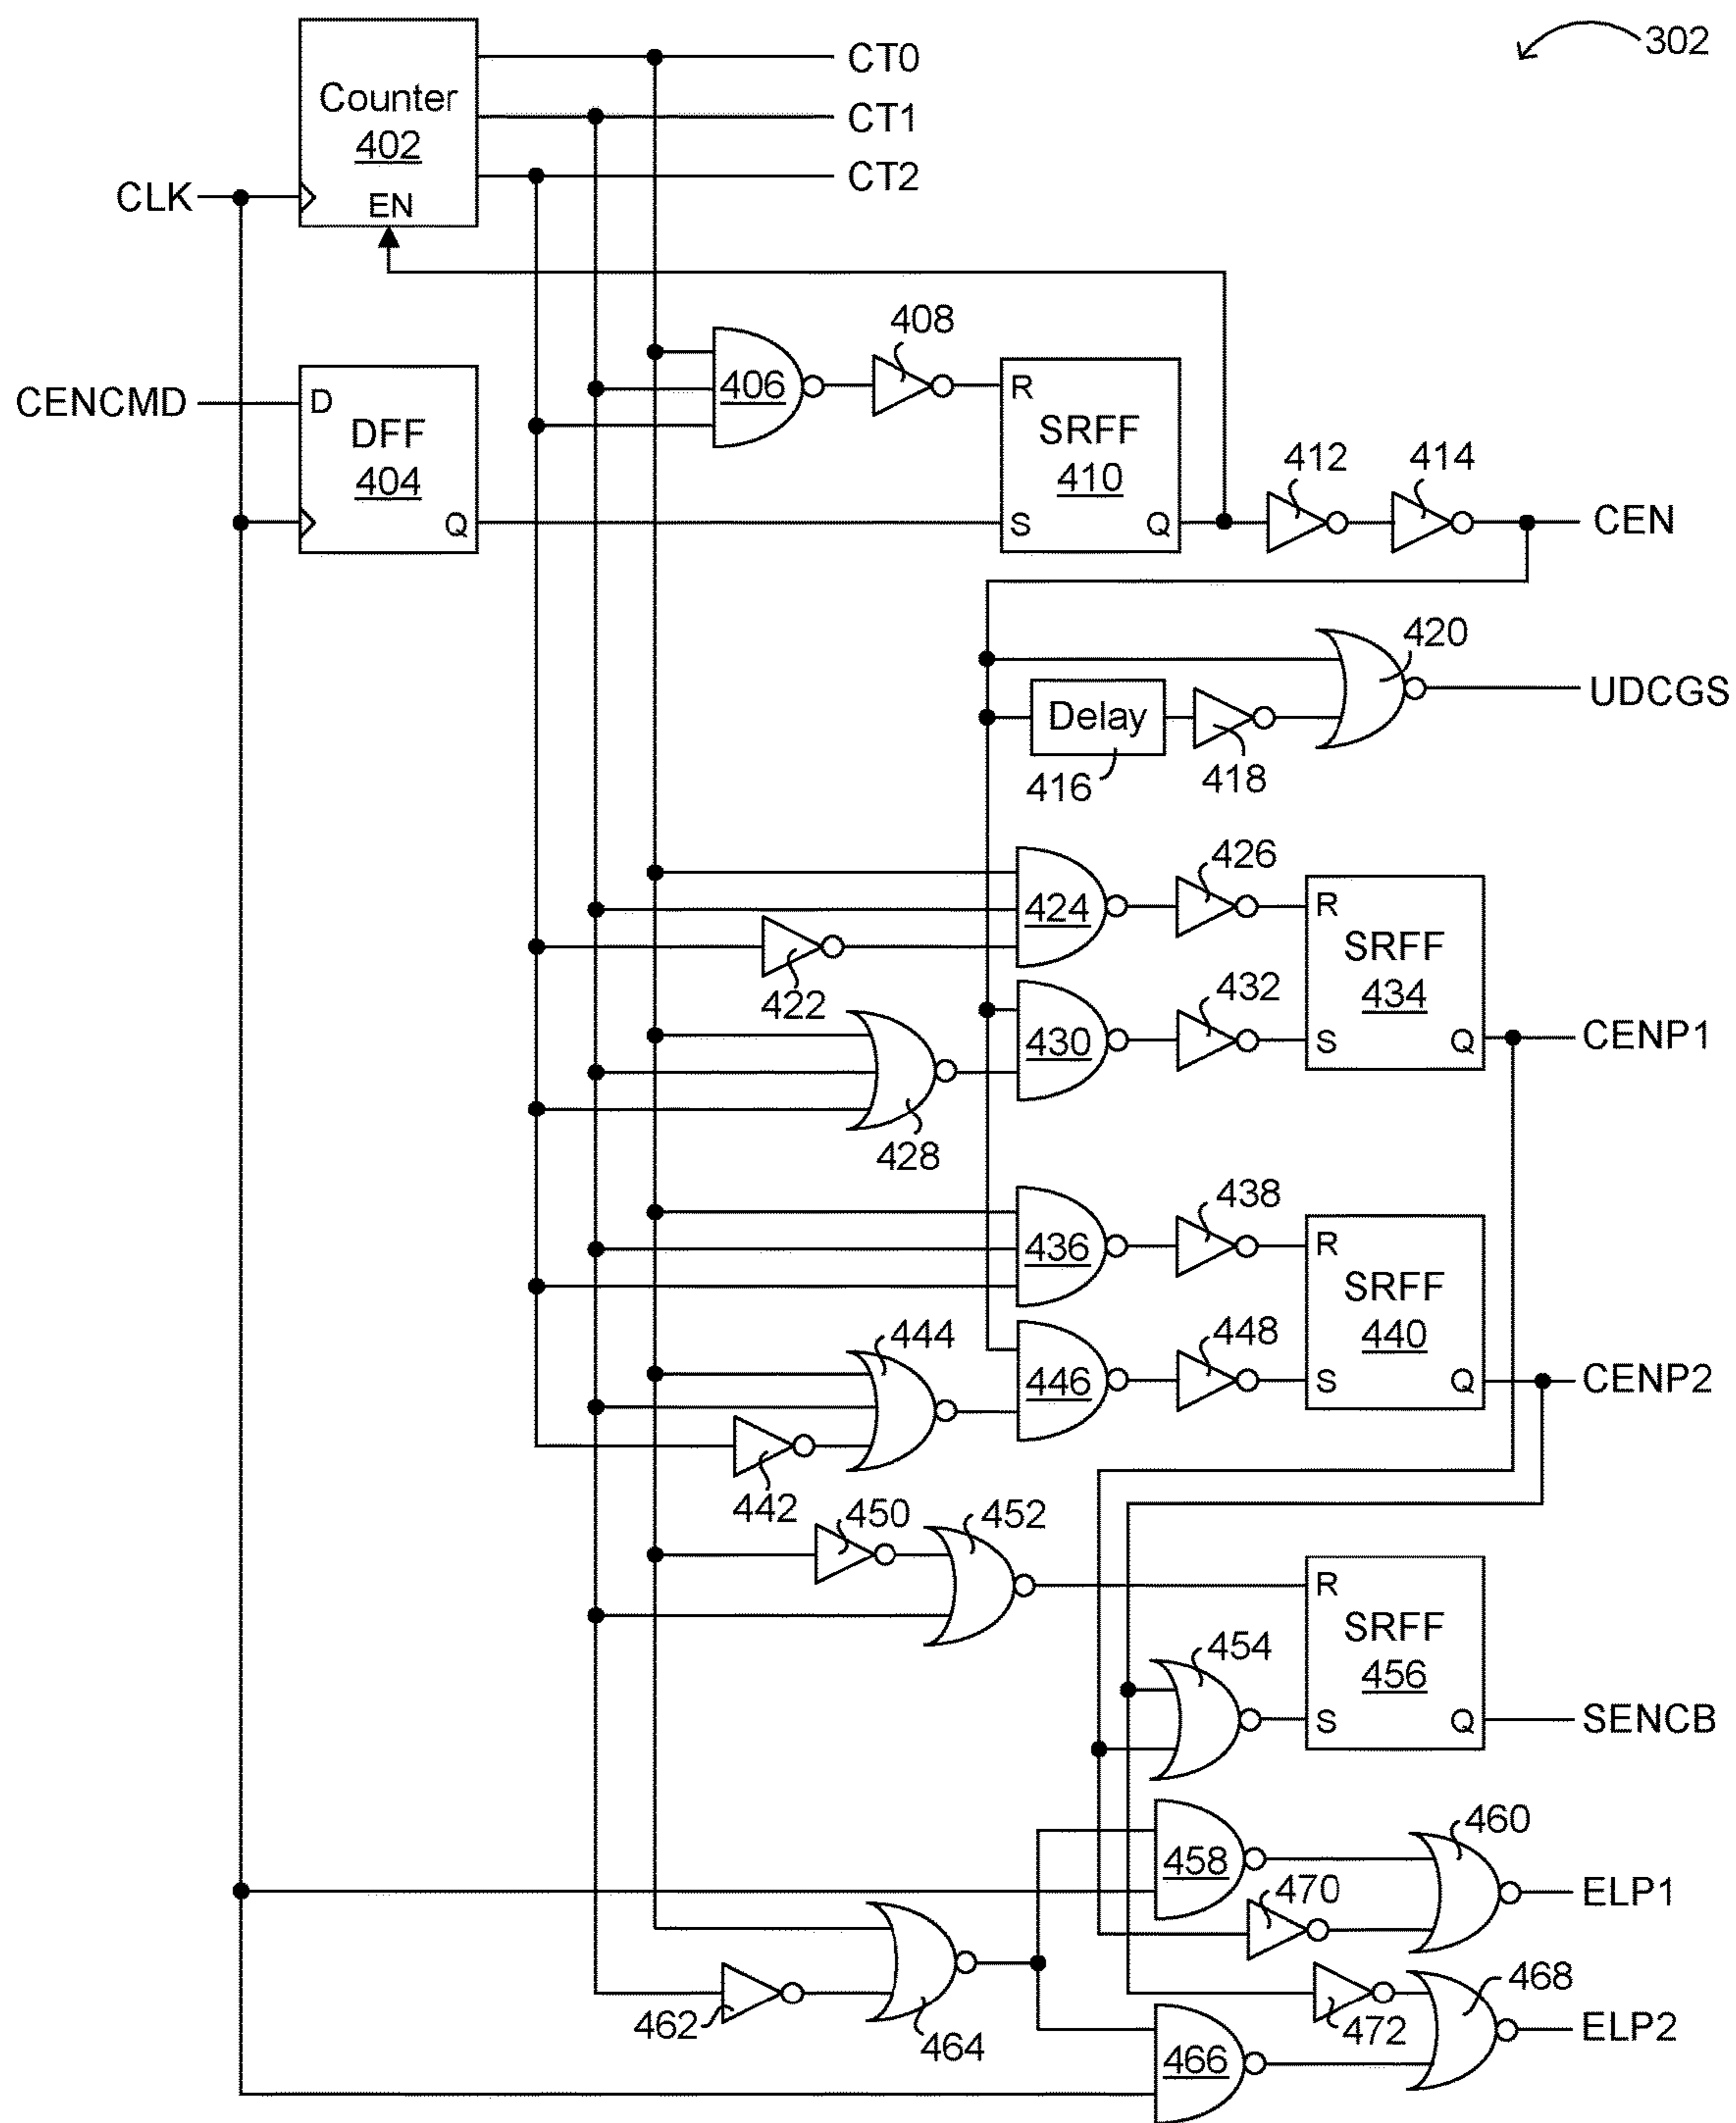 302
Counter
402
EN
CT0
CT1
CT2
CLK
CENCMD
D
DFF
404
Q
406
408
R
SRFF
410
S
Q
412
414
CEN
420
UDCGS
Delay
416
418
422
424
426
428
430
432
R
SRFF
434
S
Q
CENP1
436
438
R
SRFF
440
S
Q
CENP2
442
444
446
448
450
452
454
R
SRFF
456
S
Q
SENCB
458
460
470
ELP1
462
464
466
472
468
ELP2